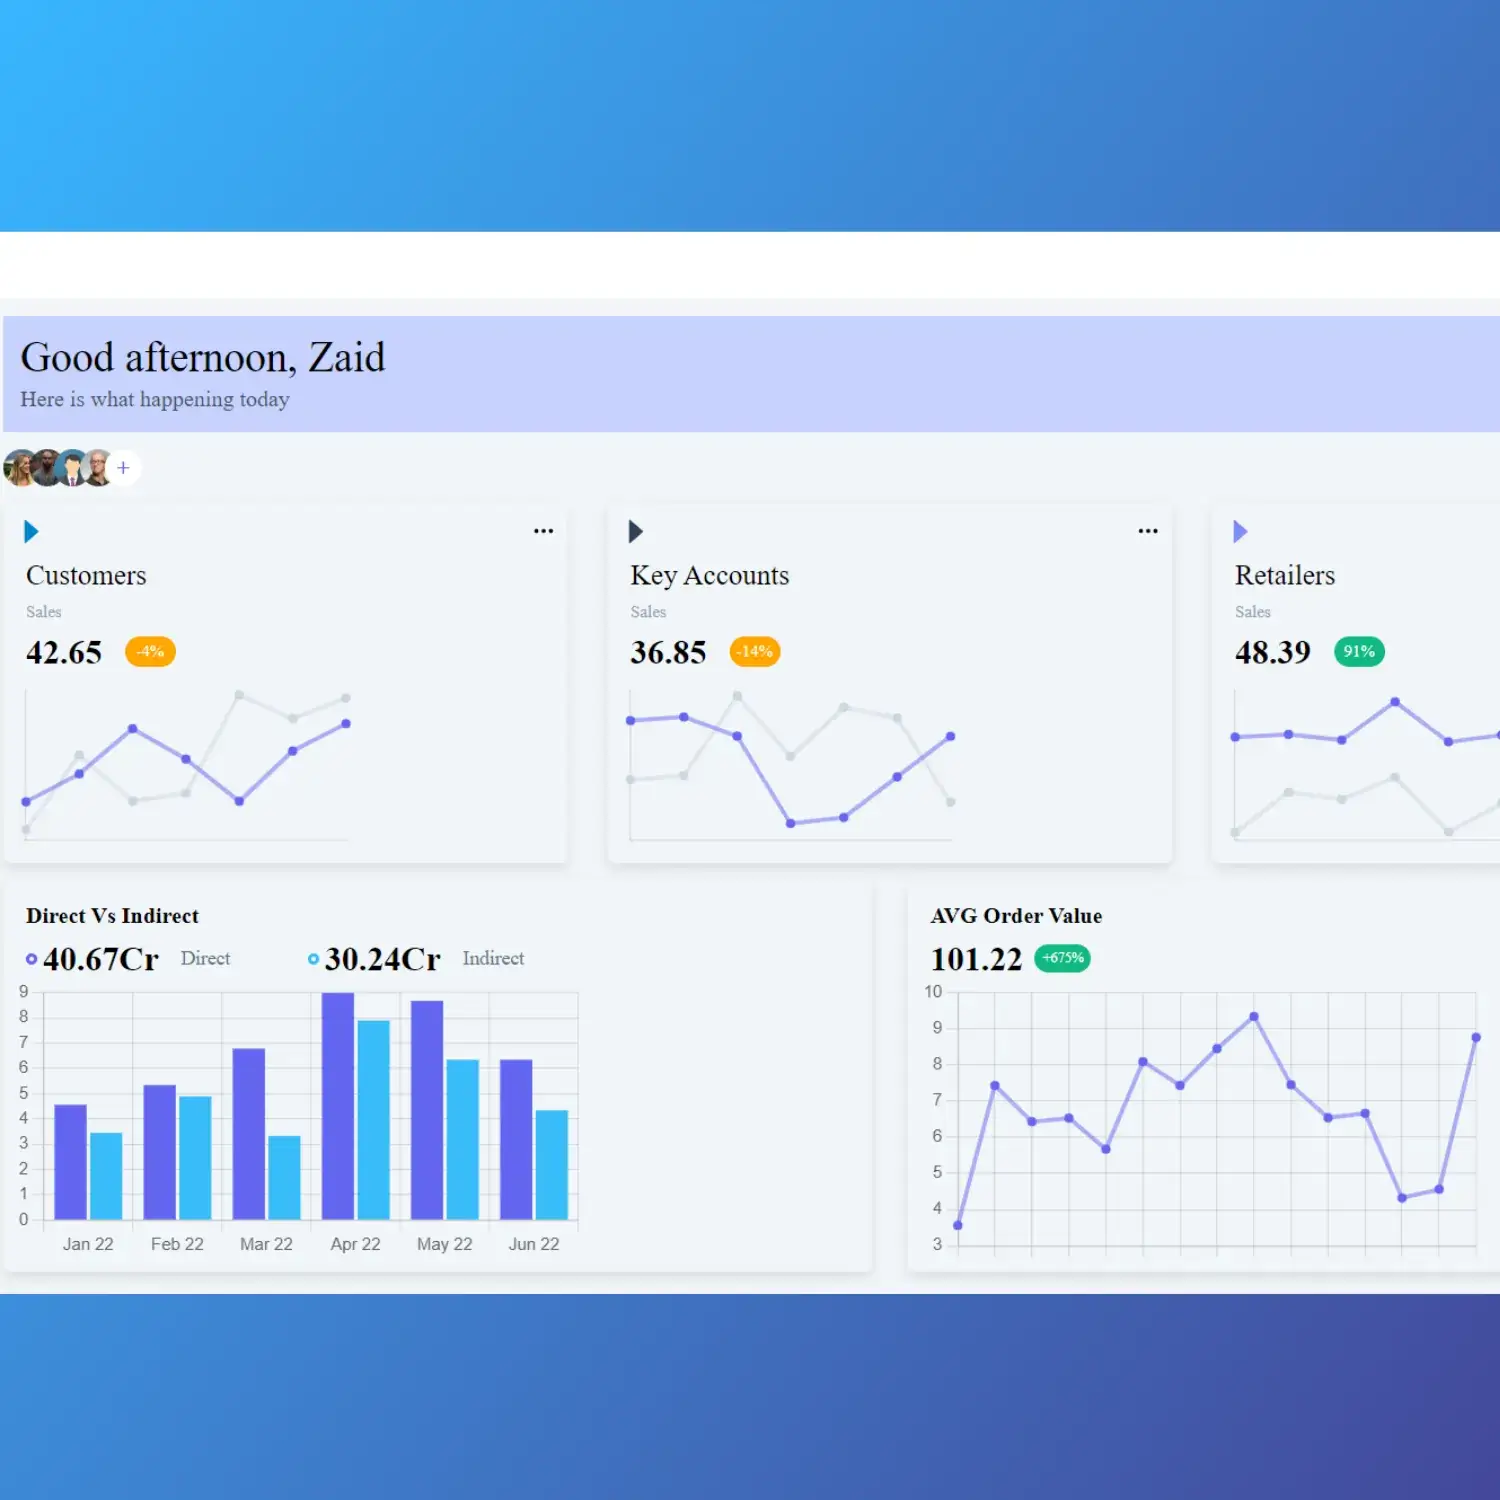 Good afternoon, Zaid
Here is what happening today
+
Customers
Sales
42.65 -4%
Key Accounts
Sales
36.85 -14%
Retailers
Sales
48.39 91%
Direct Vs Indirect
40.67Cr Direct 30.24Cr Indirect
9
8
7
6
5
4
3
2
1
0
Jan 22 Feb 22 Mar 22 Apr 22 May 22 Jun 22
AVG Order Value
101.22 +675%
10
9
8
7
6
5
4
3